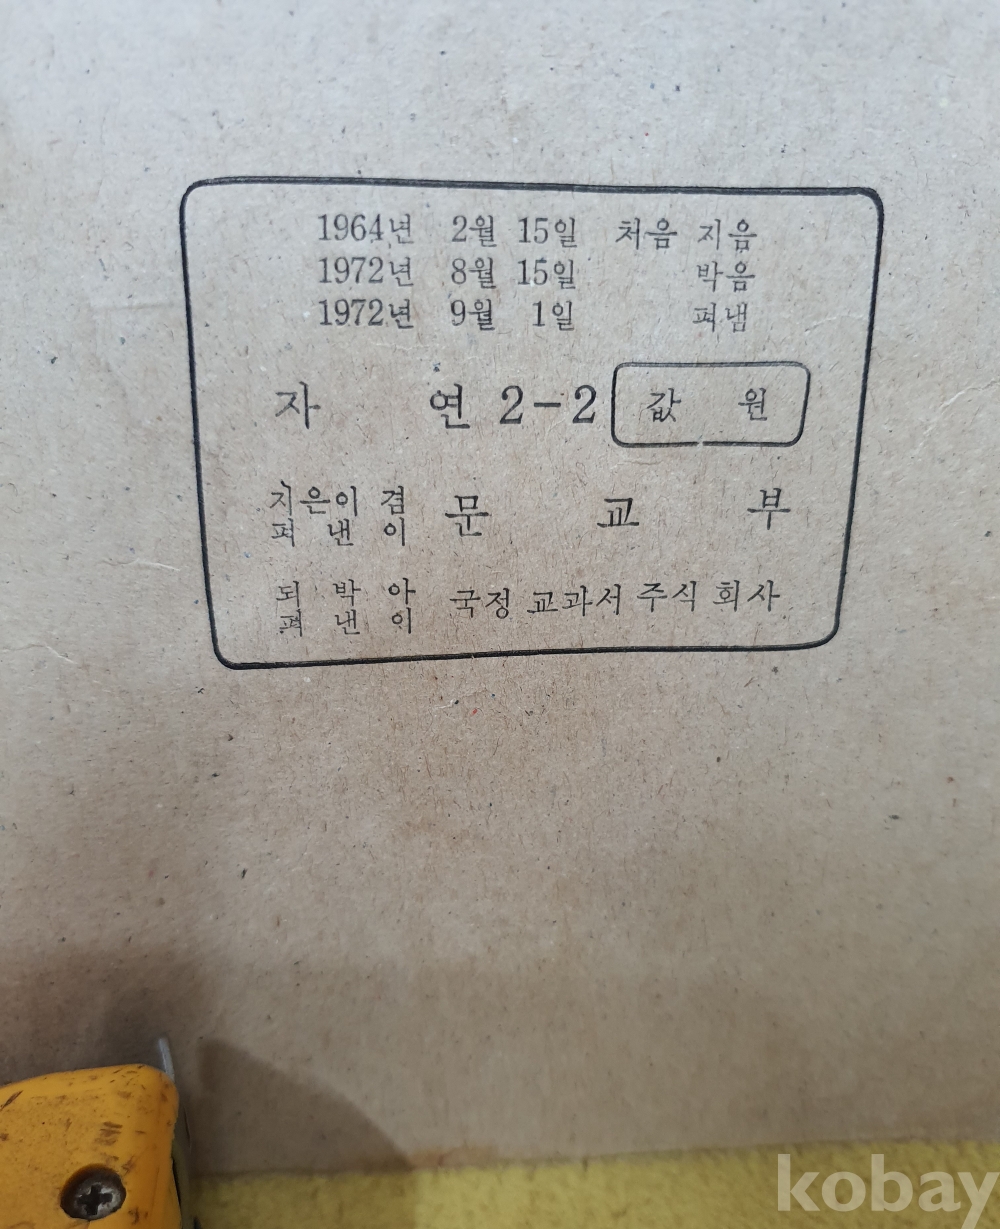 1964년 2월 15일 처음 지음
1972년 8월 15일 박음
1972년 9월 1일 펴냄
자 연 2-2 값 원
지은이 겸
펴 낸 이
문 교 부
되 박 아
펴 낸 이
국정 교과서 주식 회사
kobay